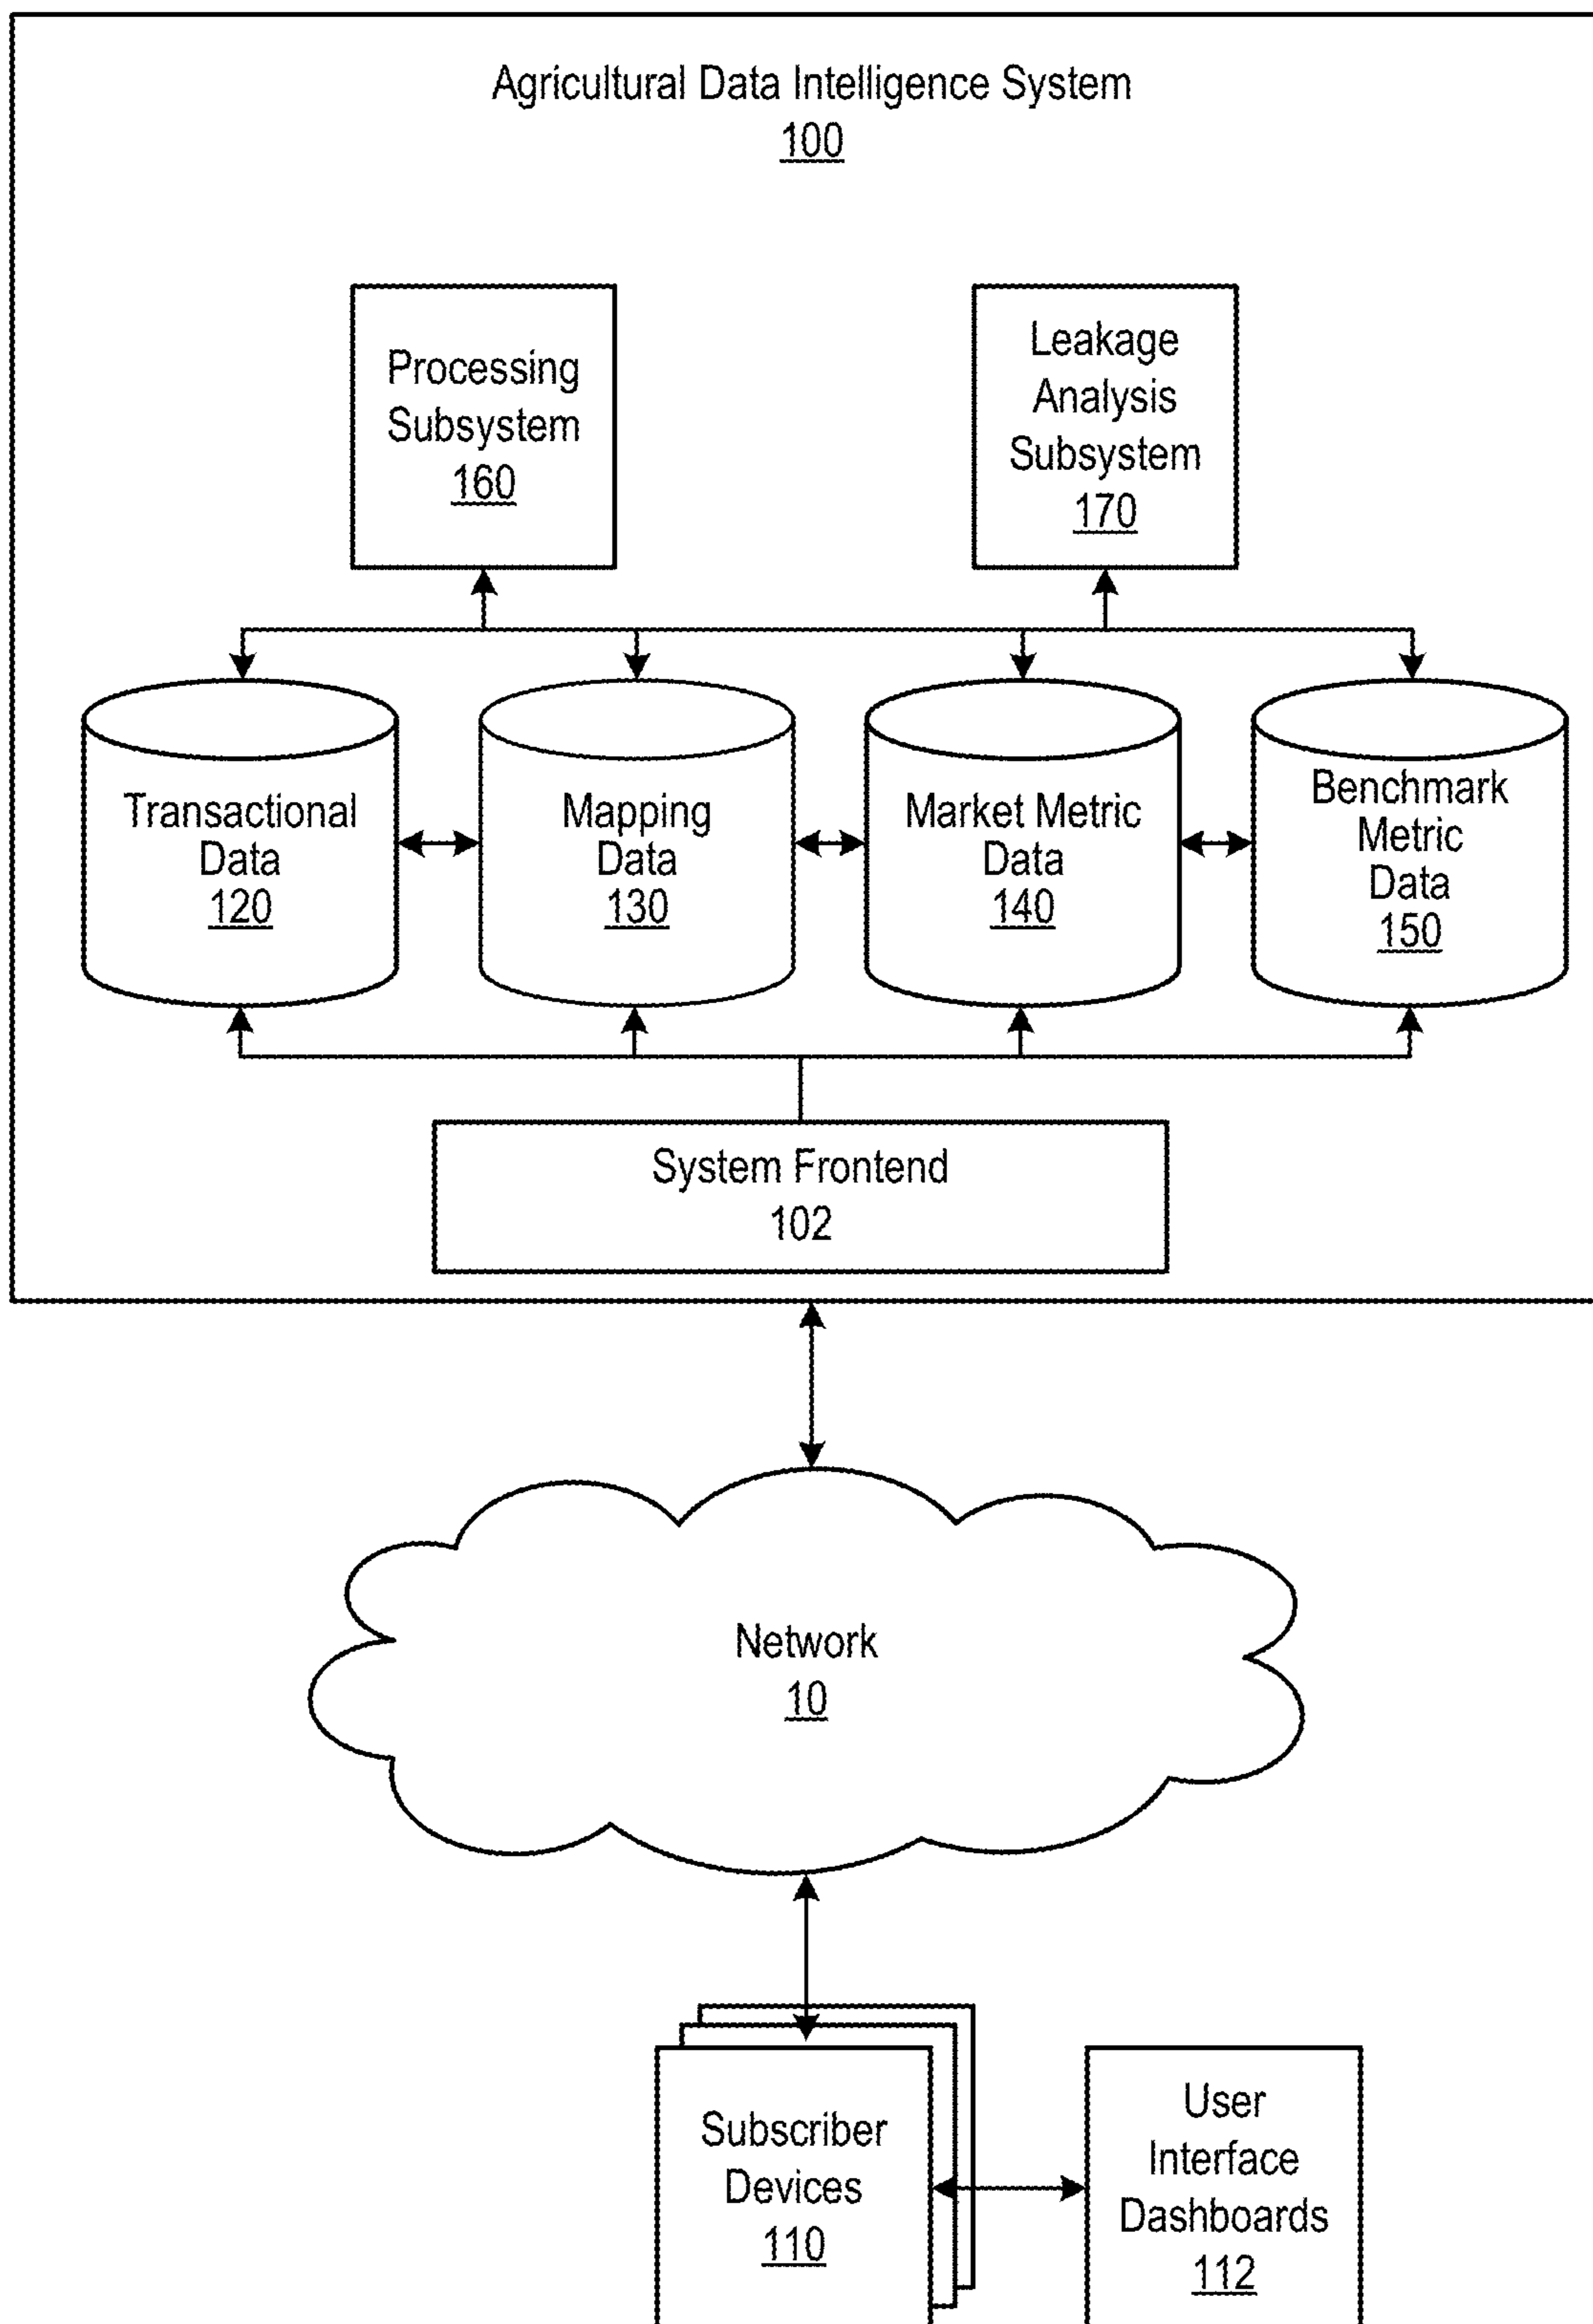 Agricultural Data Intelligence System
100
Processing
Subsystem
160
Leakage
Analysis
Subsystem
170
Transactional
Data
120
Mapping
Data
130
Market Metric
Data
140
Benchmark
Metric
Data
150
System Frontend
102
Network
10
Subscriber
Devices
110
User
Interface
Dashboards
112